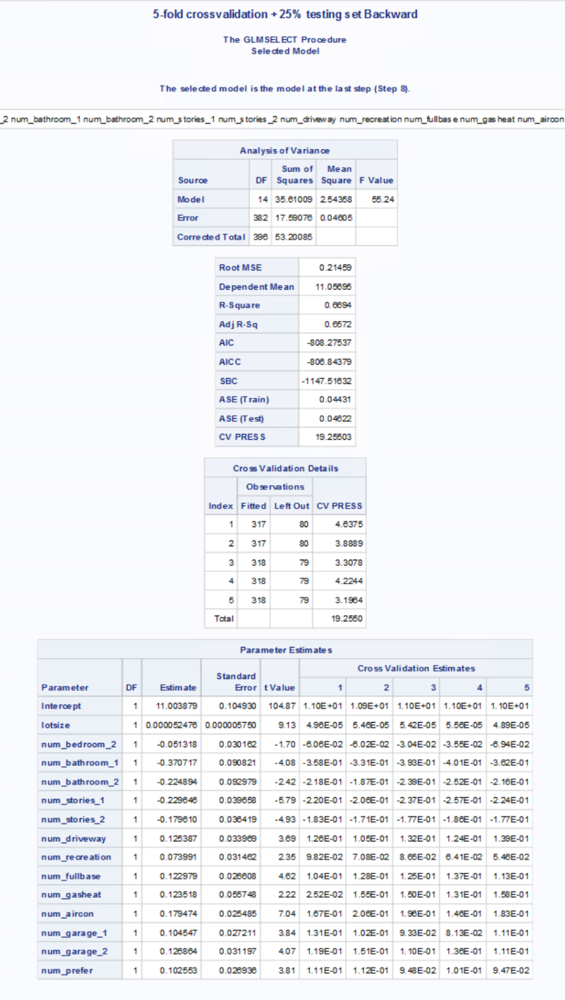 5-fold crossvalidation + 25% testing set Backward
The GLMSELECT Procedure
Selected Model
The selected model is the model at the last step (Step 8).
_2 num_bathroom_1 num_bathroom_2 num_stories_1 num_stories_2 num_driveway num_recreation num_fullbase num_gasheat num_aircon
Analysis of Variance
Source DF Sum of Squares Mean Square F Value
Model 14 35.61009 2.54358 55.24
Error 382 17.59076 0.04605
Corrected Total 396 53.20085
Root MSE 0.21459
Dependent Mean 11.05695
R-Square 0.6694
Adj R-Sq 0.6572
AIC -808.27537
AICC -806.84379
SBC -1147.51632
ASE (Train) 0.04431
ASE (Test) 0.04622
CV PRESS 19.25503
Cross Validation Details
Index Observations CV PRESS
Fitted Left Out
1 317 80 4.6375
2 317 80 3.8889
3 318 79 3.3078
4 318 79 4.2244
5 318 79 3.1964
Total 19.2550
Parameter Estimates
Parameter DF Estimate Standard Error t Value Cross Validation Estimates
1 2 3 4 5
Intercept 1 11.003879 0.104930 104.87 1.10E+01 1.09E+01 1.10E+01 1.10E+01 1.10E+01
lotsize 1 0.000052476 0.000005750 9.13 4.96E-05 5.46E-05 5.42E-05 5.56E-05 4.89E-05
num_bedroom_2 1 -0.051318 0.030162 -1.70 -6.06E-02 -6.02E-02 -3.04E-02 -3.55E-02 -6.94E-02
num_bathroom_1 1 -0.370717 0.090821 -4.08 -3.58E-01 -3.31E-01 -3.93E-01 -4.01E-01 -3.62E-01
num_bathroom_2 1 -0.224894 0.092979 -2.42 -2.18E-01 -1.87E-01 -2.39E-01 -2.52E-01 -2.16E-01
num_stories_1 1 -0.229646 0.039658 -5.79 -2.20E-01 -2.06E-01 -2.37E-01 -2.57E-01 -2.24E-01
num_stories_2 1 -0.179610 0.036419 -4.93 -1.83E-01 -1.71E-01 -1.77E-01 -1.86E-01 -1.77E-01
num_driveway 1 0.125387 0.033969 3.69 1.26E-01 1.05E-01 1.32E-01 1.24E-01 1.39E-01
num_recreation 1 0.073991 0.031462 2.35 9.82E-02 7.08E-02 8.65E-02 6.41E-02 5.46E-02
num_fullbase 1 0.122979 0.026608 4.62 1.04E-01 1.28E-01 1.25E-01 1.37E-01 1.13E-01
num_gasheat 1 0.123518 0.055748 2.22 2.52E-02 1.55E-01 1.50E-01 1.31E-01 1.58E-01
num_aircon 1 0.179474 0.025485 7.04 1.67E-01 2.06E-01 1.96E-01 1.46E-01 1.83E-01
num_garage_1 1 0.104547 0.027211 3.84 1.31E-01 1.02E-01 9.33E-02 8.13E-02 1.11E-01
num_garage_2 1 0.126864 0.031197 4.07 1.19E-01 1.51E-01 1.10E-01 1.36E-01 1.11E-01
num_prefer 1 0.102553 0.026936 3.81 1.11E-01 1.12E-01 9.48E-02 1.01E-01 9.47E-02